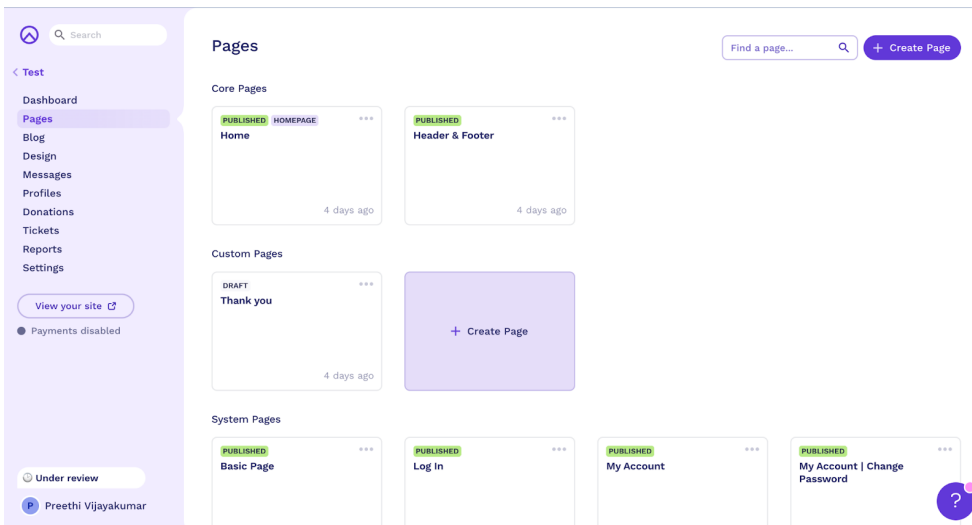 Search
Test
Dashboard
Pages
Blog
Design
Messages
Profiles
Donations
Tickets
Reports
Settings
View your site
Payments disabled
Under review
P
Preethi Vijayakumar
Pages
Find a page...
+ Create Page
Core Pages
PUBLISHED HOMEPAGE
Home
4 days ago
PUBLISHED
Header & Footer
4 days ago
Custom Pages
DRAFT
Thank you
4 days ago
+ Create Page
System Pages
PUBLISHED
Basic Page
PUBLISHED
Log In
PUBLISHED
My Account
PUBLISHED
My Account | Change
Password
?